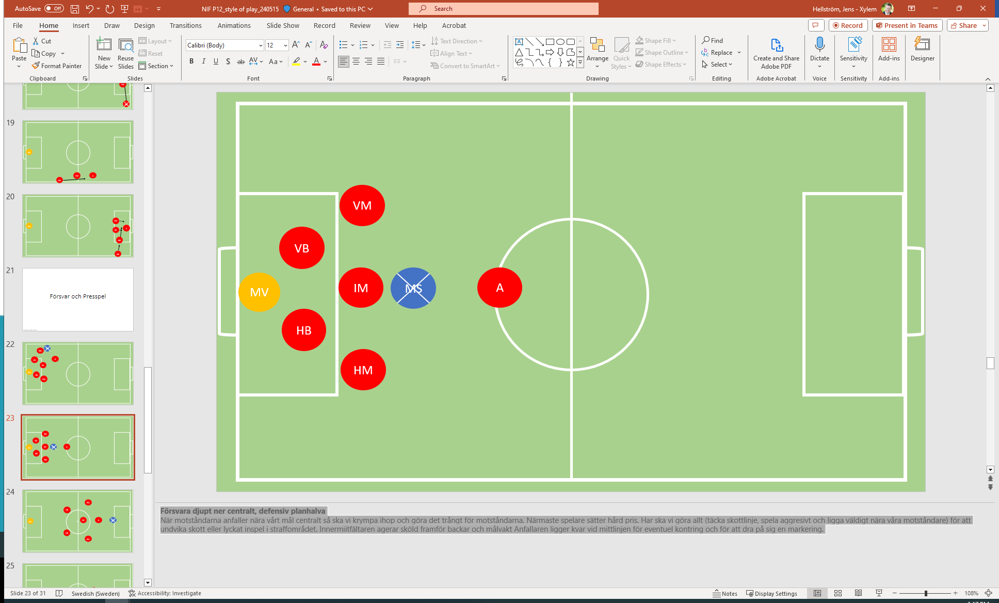 AutoSave Off NIF P12_style of play_240515 General • Saved to this PC Search Hellström, Jens - Xylem
File Home Insert Draw Design Transitions Animations Slide Show Record Review View Help Acrobat Record Present in Teams Share
Paste Cut Copy Format Painter Clipboard
New Slide Reuse Slides Layout Reset Section Slides
Calibri (Body) 12 A A A B I U S ab AV Aa A Font
Text Direction Align Text Convert to SmartArt Paragraph
Arrange Quick Styles Shape Fill Shape Outline Shape Effects Drawing
Find Replace Select Editing
Create and Share Adobe PDF Adobe Acrobat
Dictate Voice
Sensitivity Sensitivity
Add-ins Add-ins
Designer
19
20
21
Försvar och Presspel
22
23
24
25
VM
VB
MV
IM
MS
A
HB
HM
Försvara djupt ner centralt, defensiv planhalva
När motståndarna anfaller nära vårt mål centralt så ska vi krympa ihop och göra det trångt för motståndarna. Närmaste spelare sätter hård pris. Har ska vi göra allt (täcka skottlinje, spela aggresivt och ligga väldigt nära våra motståndare) för att
undvika skott eller lyckat inspel i straffområdet. Innermiitfältaren agerar sköld framför backar och målvakt Anfallaren ligger kvar vid mittlinjen för eventuel kontring och för att dra på sig en markering.
Slide 23 of 31 Swedish (Sweden) Accessibility: Investigate Notes Display Settings 108%